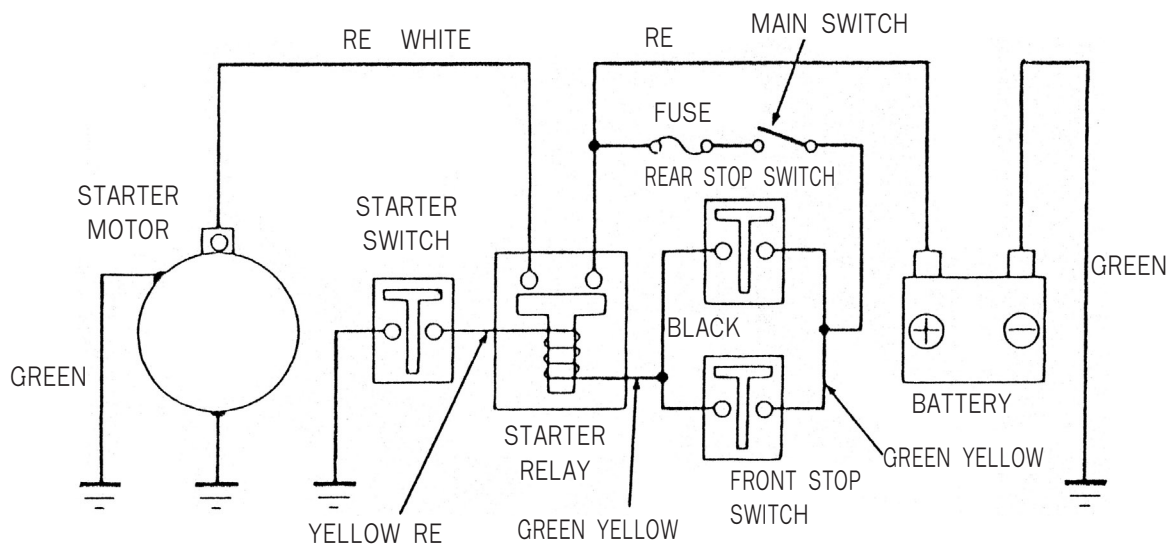 MAIN SWITCH
RE WHITE
RE
FUSE
REAR STOP SWITCH
STARTER
MOTOR
STARTER
SWITCH
GREEN
BLACK
GREEN
+
−
BATTERY
STARTER
RELAY
GREEN YELLOW
FRONT STOP
SWITCH
YELLOW RE
GREEN YELLOW